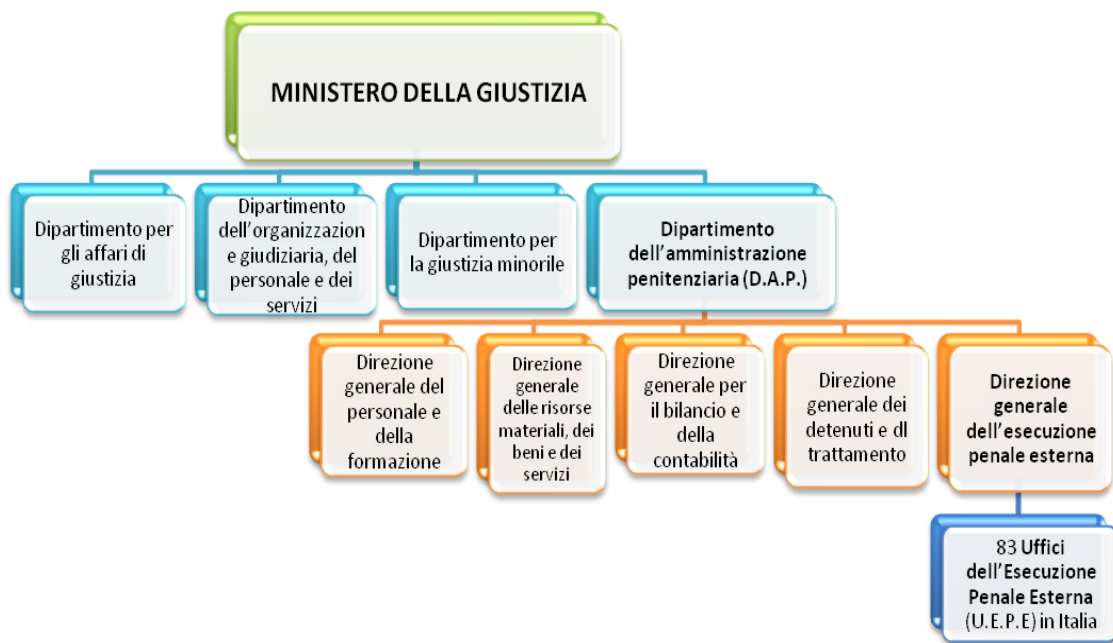 MINISTERO DELLA GIUSTIZIA
Dipartimento per
gli affari di
giustizia
Dipartimento
dell'organizzazion
e giudiziaria, del
personale e dei
servizi
Dipartimento per
la giustizia minorile
Dipartimento
dell'amministrazione
penitenziaria (D.A.P.)
Direzione
generale del
personale e
della
formazione
Direzione
generale
delle risorse
materiali, dei
beni e dei
servizi
Direzione
generale per
il bilancio e
della
contabilità
Direzione
generale dei
detenuti e dl
trattamento
Direzione
generale
dell'esecuzione
penale esterna
83 Uffici
dell'Esecuzione
Penale Esterna
(U.E.P.E) in Italia